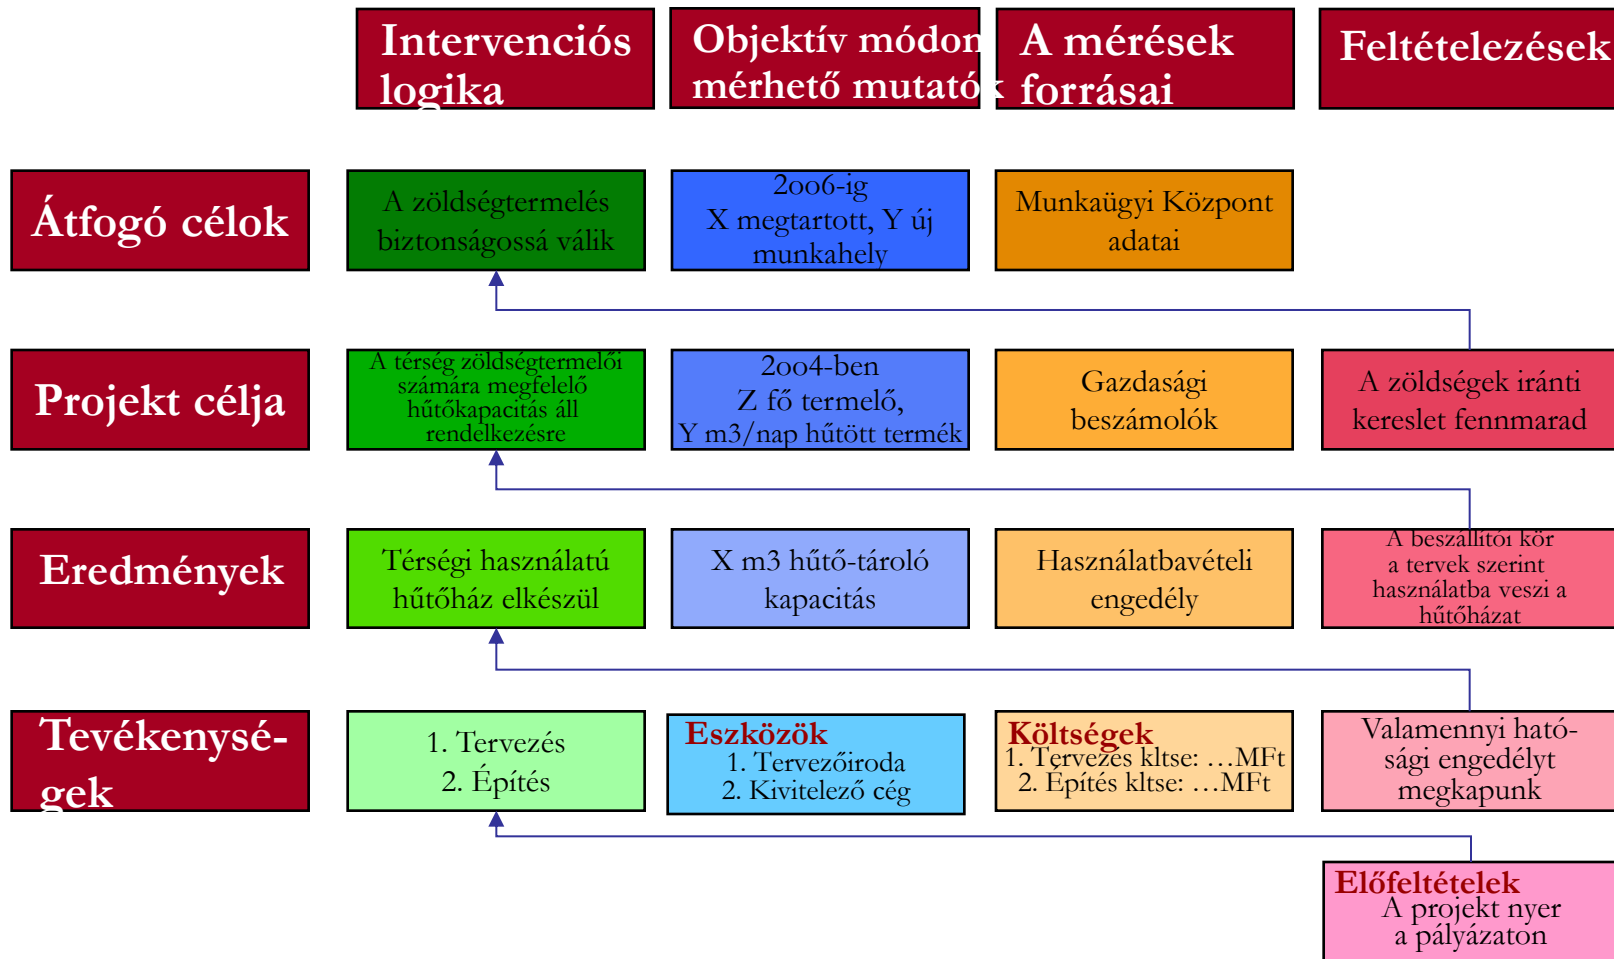 Intervenciós
logika
Objektív módon
mérhető mutatók
A mérések
forrásai
Feltételezések
Átfogó célok
A zöldségtermelés
biztonságossá válik
2006-ig
X megtartott, Y új
munkahely
Munkaügyi Központ
adatai
Projekt célja
A térség zöldségtermelői
számára megfelelő
hűtőkapacitás áll
rendelkezésre
2004-ben
Z fő termelő,
Y m3/nap hűtött termék
Gazdasági
beszámolók
A zöldségek iránti
kereslet fennmarad
Eredmények
Térségi használatú
hűtőház elkészül
X m3 hűtő-tároló
kapacitás
Használatbavételi
engedély
A beszállítói kör
a tervek szerint
használatba veszi a
hűtőházat
Tevékenysé-
gek
1. Tervezés
2. Építés
Eszközök
1. Tervezőiroda
2. Kivitelező cég
Költségek
1. Tervezés kltse: …MFt
2. Építés kltse: …MFt
Valamennyi ható-
sági engedélyt
megkapunk
Előfeltételek
A projekt nyer
a pályázaton